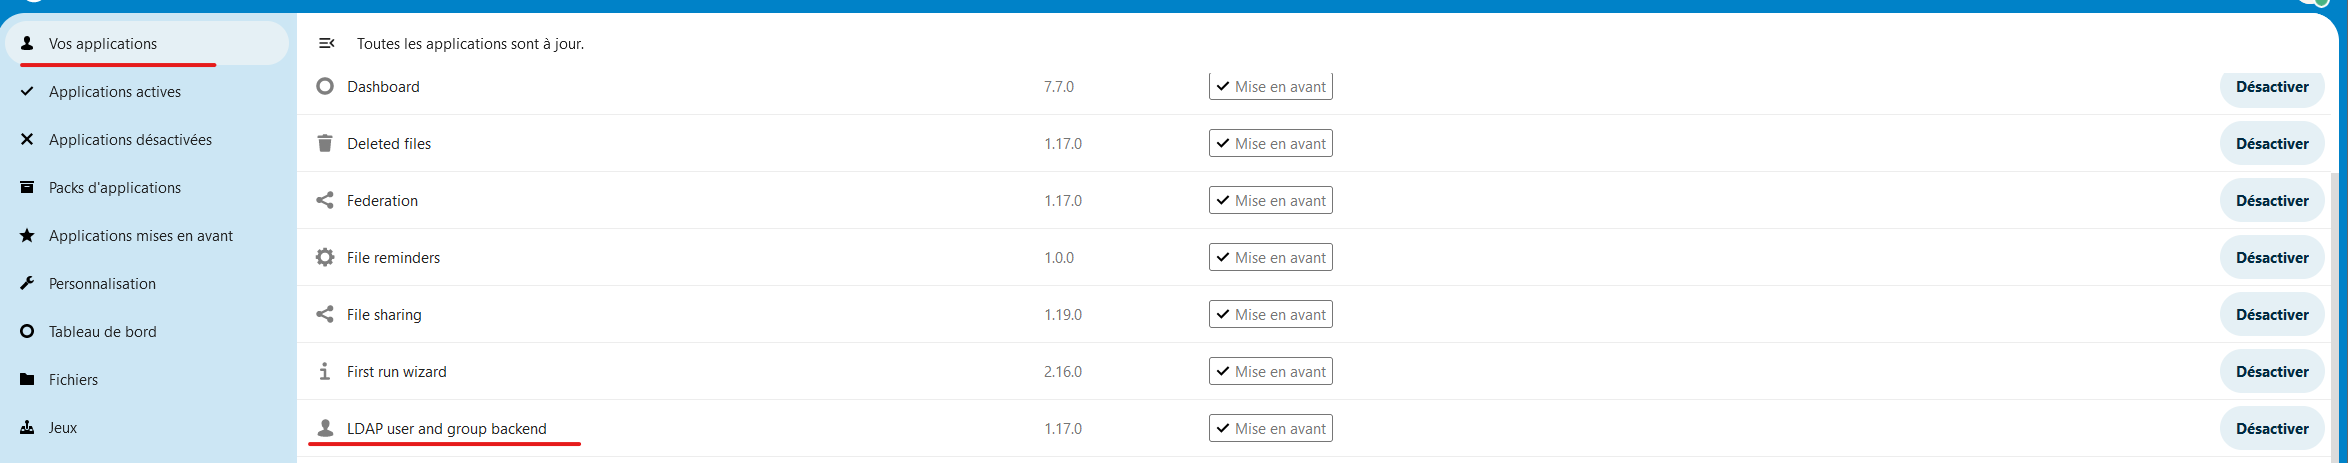 Vos applications
Applications actives
Applications désactivées
Packs d'applications
Applications mises en avant
Personnalisation
Tableau de bord
Fichiers
Jeux
Toutes les applications sont à jour.
Dashboard 7.7.0 Mise en avant Désactiver
Deleted files 1.17.0 Mise en avant Désactiver
Federation 1.17.0 Mise en avant Désactiver
File reminders 1.0.0 Mise en avant Désactiver
File sharing 1.19.0 Mise en avant Désactiver
First run wizard 2.16.0 Mise en avant Désactiver
LDAP user and group backend 1.17.0 Mise en avant Désactiver